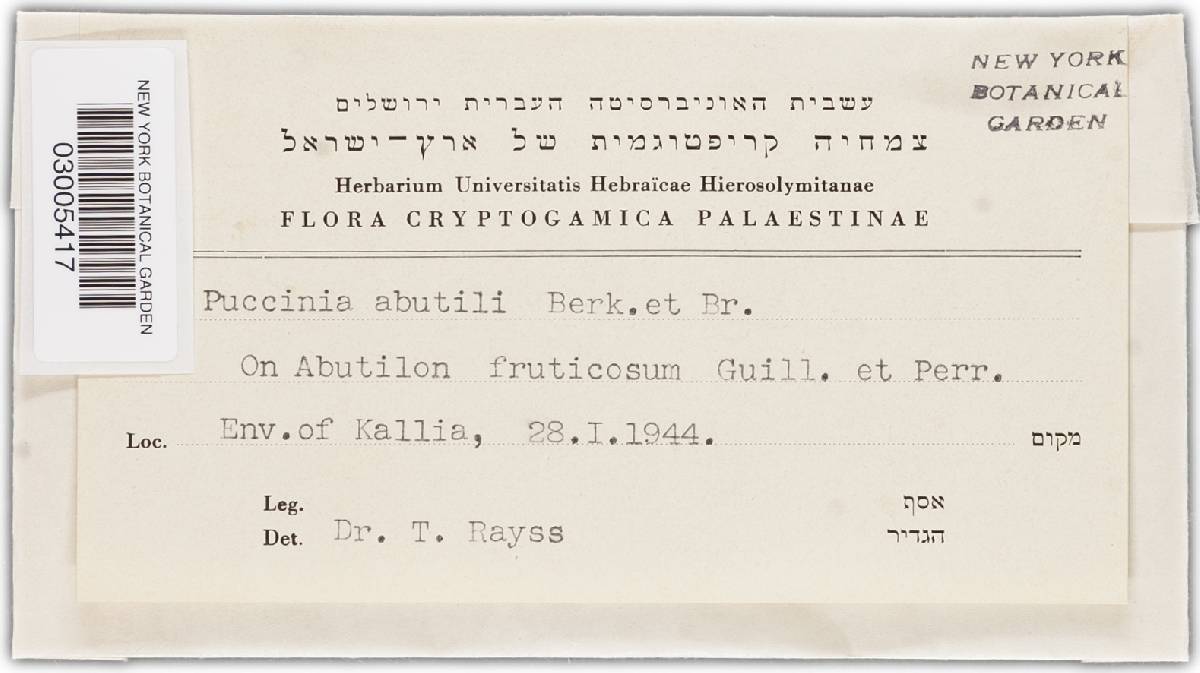 NEW YORK BOTANICAL GARDEN
03005417
NEW YORK
BOTANICAL
GARDEN
עשבית האוניברסיטה העברית ירושלים
צמחיה קריפטוגמית של ארץ-ישראל
Herbarium Universitatis Hebraïcae Hierosolymitanae
FLORA CRYPTOGAMICA PALAESTINAE
Puccinia abutili Berk.et Br.
On Abutilon fruticosum Guill. et Perr.
Loc. Env.of Kallia, 28.I.1944. מקום
Leg. אסף
Det. Dr. T. Rayss הגדיר